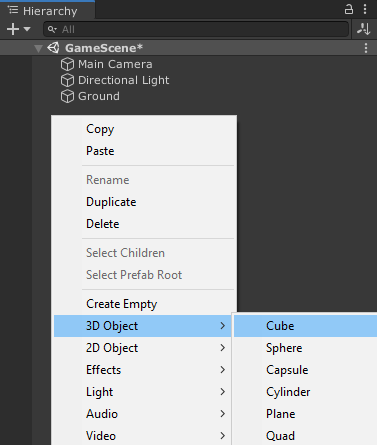 Hierarchy
All
GameScene*
Main Camera
Directional Light
Ground
Copy
Paste
Rename
Duplicate
Delete
Select Children
Select Prefab Root
Create Empty
3D Object
Cube
2D Object
Sphere
Effects
Capsule
Light
Cylinder
Audio
Plane
Video
Quad